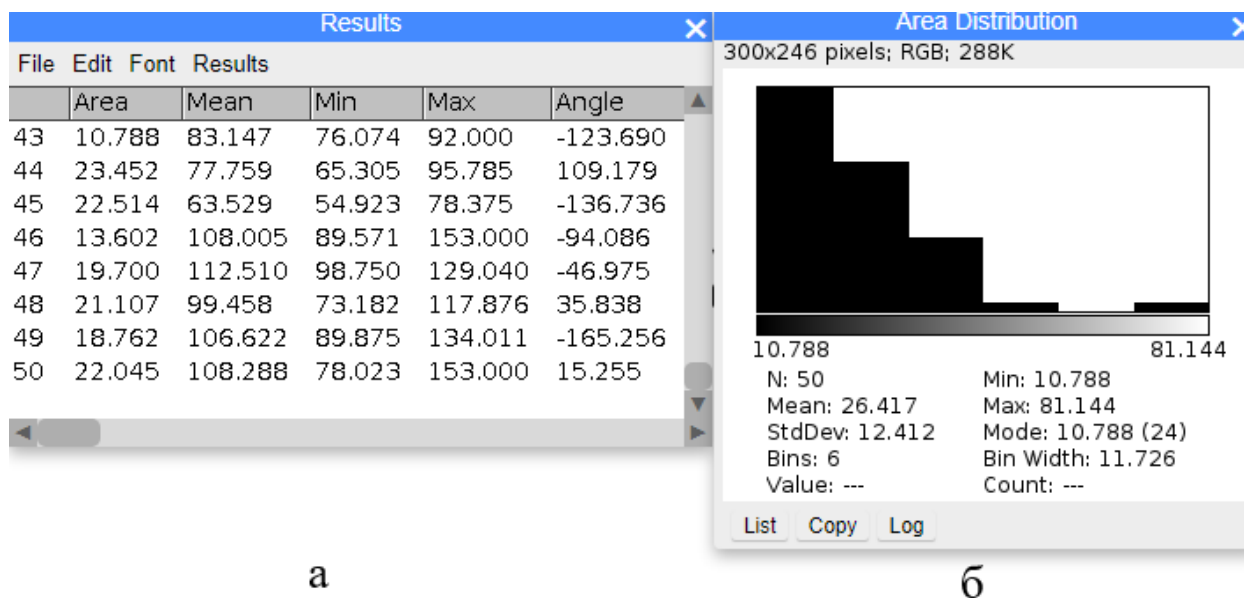 Results
File Edit Font Results
Area Mean Min Max Angle
43 10.788 83.147 76.074 92.000 -123.690
44 23.452 77.759 65.305 95.785 109.179
45 22.514 63.529 54.923 78.375 -136.736
46 13.602 108.005 89.571 153.000 -94.086
47 19.700 112.510 98.750 129.040 -46.975
48 21.107 99.458 73.182 117.876 35.838
49 18.762 106.622 89.875 134.011 -165.256
50 22.045 108.288 78.023 153.000 15.255
а
Area Distribution
300x246 pixels; RGB; 288K
10.788 81.144
N: 50 Min: 10.788
Mean: 26.417 Max: 81.144
StdDev: 12.412 Mode: 10.788 (24)
Bins: 6 Bin Width: 11.726
Value: --- Count: ---
List Copy Log
б